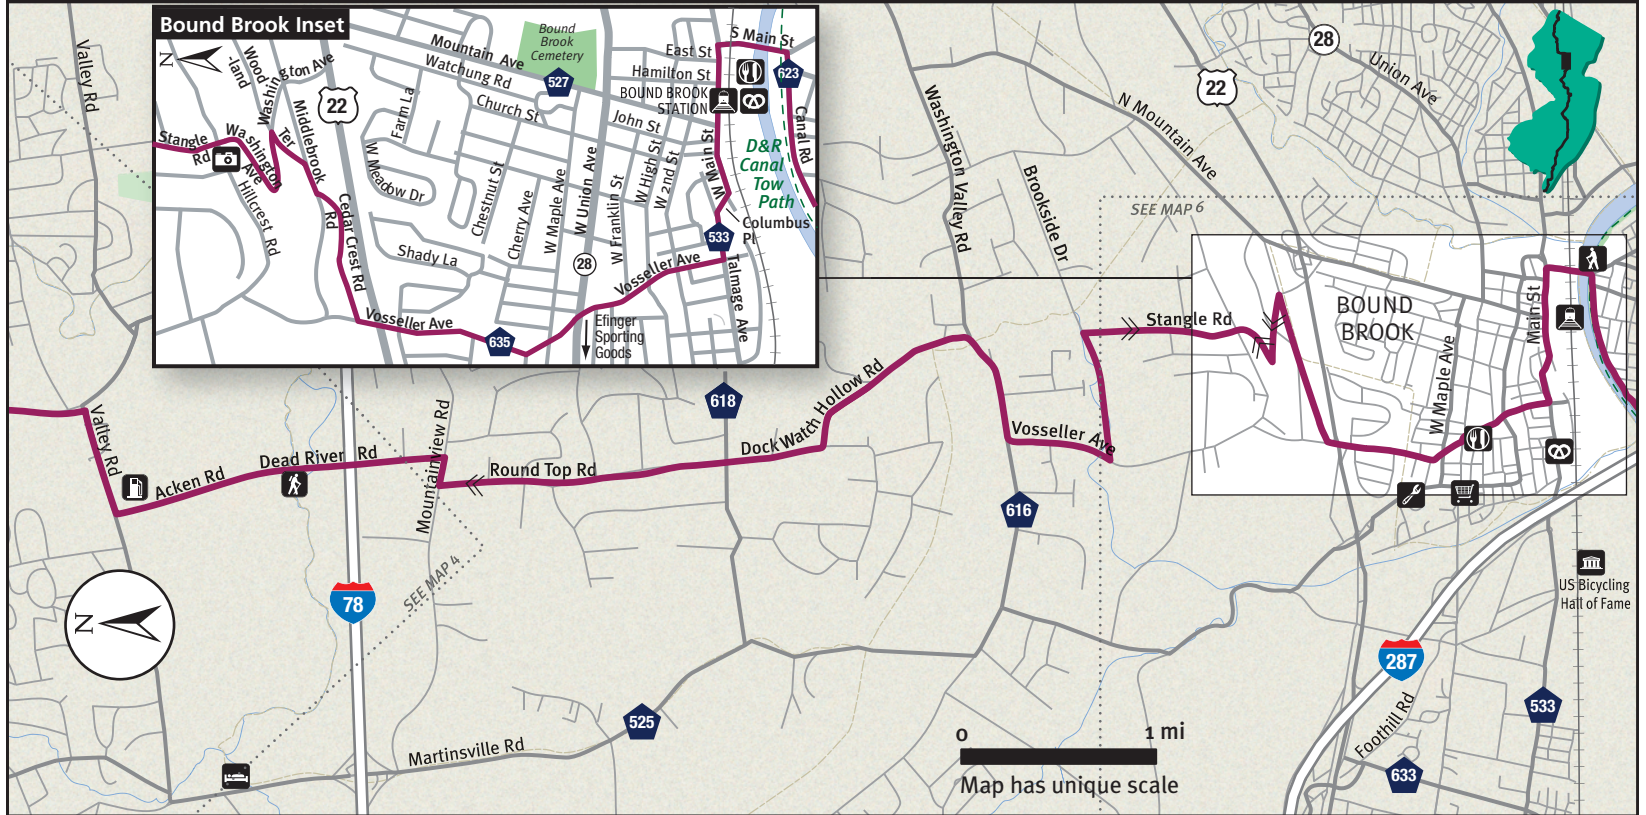 Bound Brook Inset
N
Wood
-land
Washington Ave
Mountain Ave
Watchung Rd
Bound
Brook
Cemetery
527
22
Farm La
Church St
John St
East St
Hamilton St
BOUND BROOK
STATION
S Main St
623
Canal Rd
D&R
Canal
Tow
Path
W Main St
Columbus
Pl
533
Talmage Ave
Stangle
Rd
Washington
Ave
Ter
Middlebrook
Rd
Hillcrest Rd
Cedar Crest Rd
W Meadow Dr
Shady La
Chestnut St
Cherry Ave
W Maple Ave
W Union Ave
W Franklin St
W High St
W 2nd St
28
Vosseller Ave
Vosseller Ave
635
Efinger
Sporting
Goods
Valley Rd
28
Union Ave
22
N Mountain Ave
Washington Valley Rd
Brookside Dr
SEE MAP 6
Stangle Rd
BOUND
BROOK
Main St
W Maple Ave
Valley Rd
Acken Rd
Dead River Rd
Mountainview Rd
Round Top Rd
618
Dock Watch Hollow Rd
Vosseller Ave
616
SEE MAP 4
78
N
525
Martinsville Rd
0 1 mi
Map has unique scale
US Bicycling
Hall of Fame
287
533
Foothill Rd
633